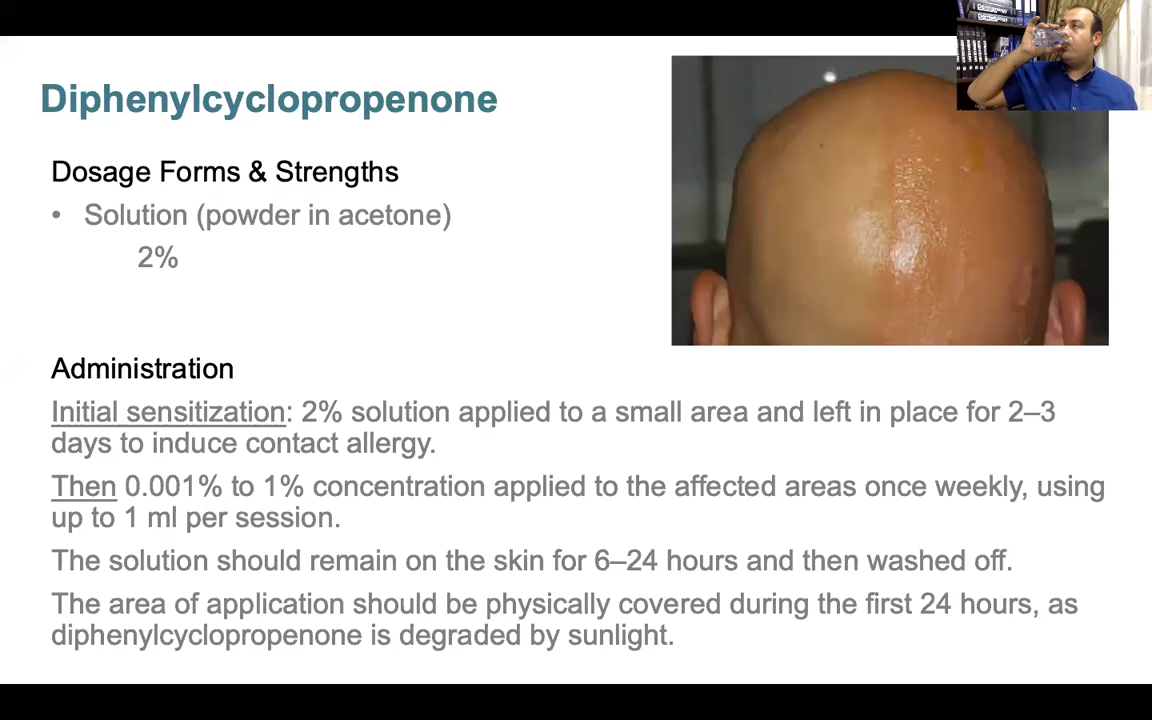 Diphenylcyclopropenone
Dosage Forms & Strengths
• Solution (powder in acetone)
2%
Administration
Initial sensitization: 2% solution applied to a small area and left in place for 2–3
days to induce contact allergy.
Then 0.001% to 1% concentration applied to the affected areas once weekly, using
up to 1 ml per session.
The solution should remain on the skin for 6–24 hours and then washed off.
The area of application should be physically covered during the first 24 hours, as
diphenylcyclopropenone is degraded by sunlight.